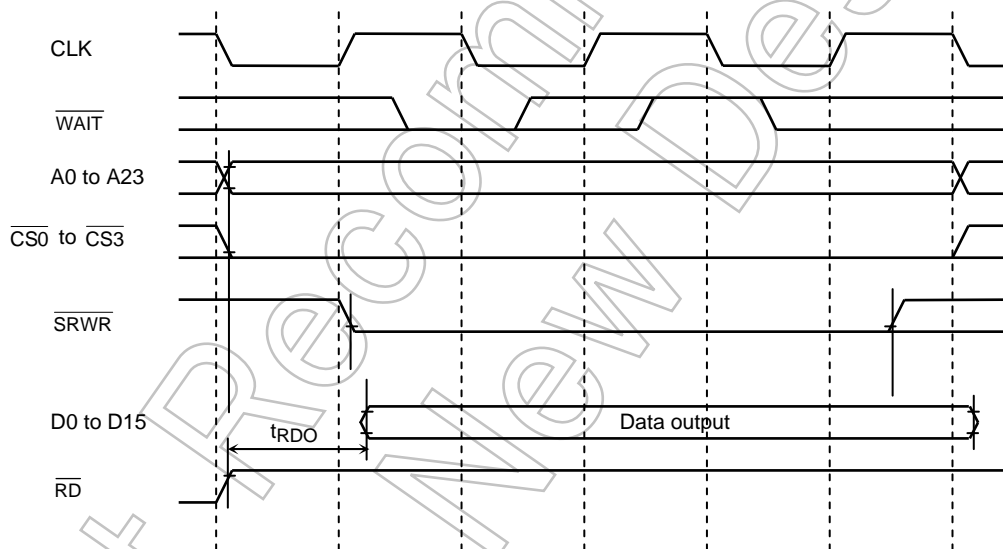 CLK
WAIT
A0 to A23
CS0 to CS3
SRWR
D0 to D15
Data output
tRDO
RD